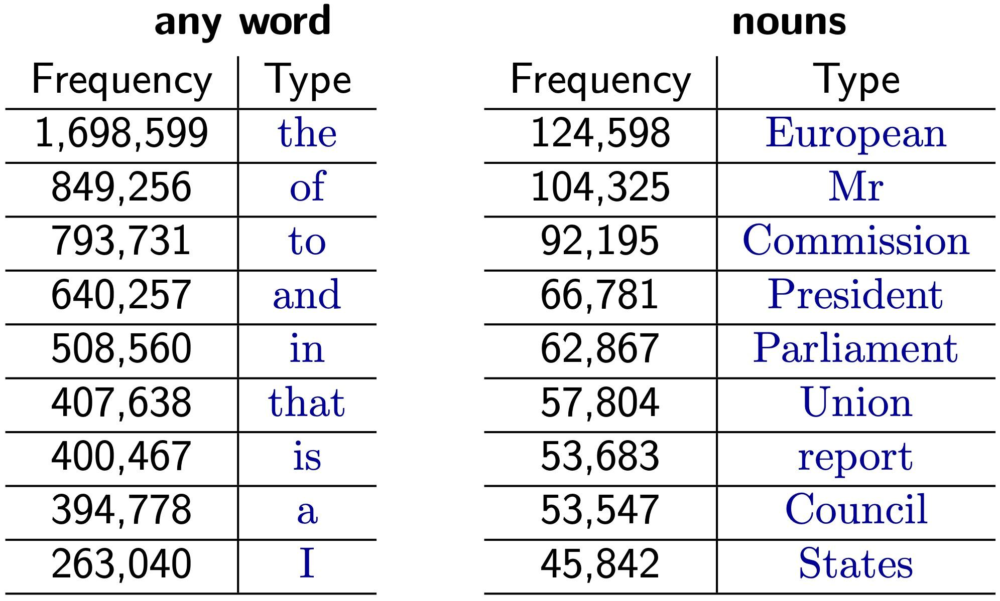 any word
Frequency Type
1,698,599 the
849,256 of
793,731 to
640,257 and
508,560 in
407,638 that
400,467 is
394,778 a
263,040 I
nouns
Frequency Type
124,598 European
104,325 Mr
92,195 Commission
66,781 President
62,867 Parliament
57,804 Union
53,683 report
53,547 Council
45,842 States